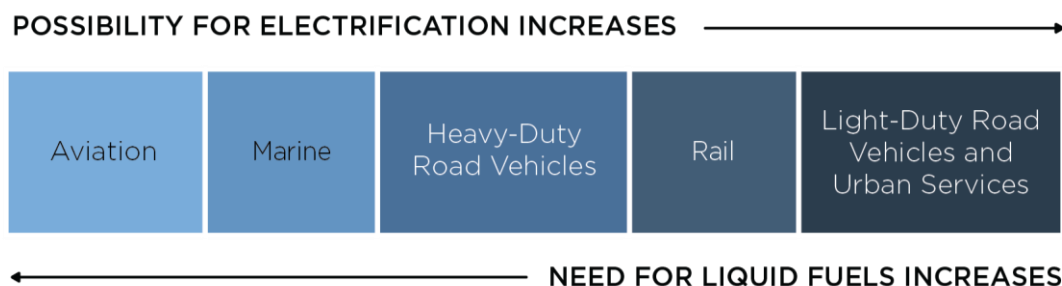 POSSIBILITY FOR ELECTRIFICATION INCREASES
Aviation
Marine
Heavy-Duty
Road Vehicles
Rail
Light-Duty Road
Vehicles and
Urban Services
NEED FOR LIQUID FUELS INCREASES